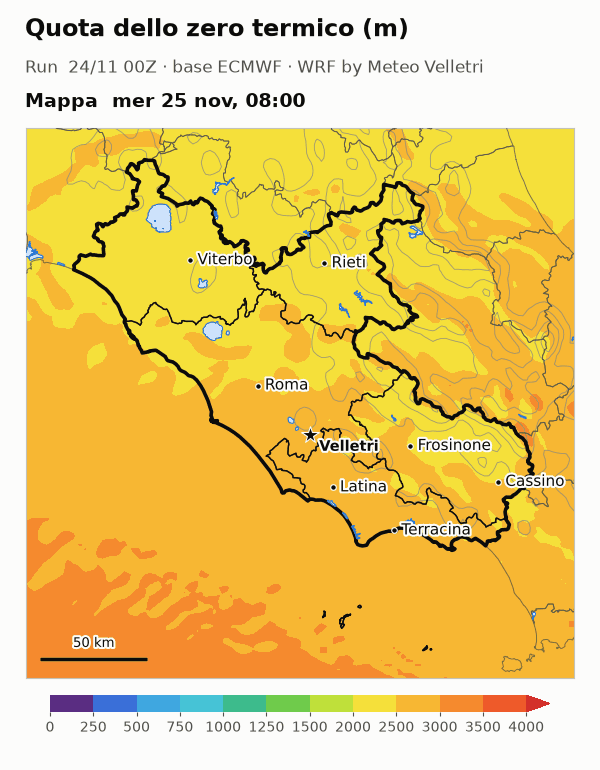 Quota dello zero termico (m)
Run 24/11 00Z · base ECMWF · WRF by Meteo Velletri
Mappa mer 25 nov, 08:00
Viterbo
Rieti
Roma
Velletri
Frosinone
Latina
Cassino
Terracina
50 km
0 250 500 750 1000 1250 1500 2000 2500 3000 3500 4000